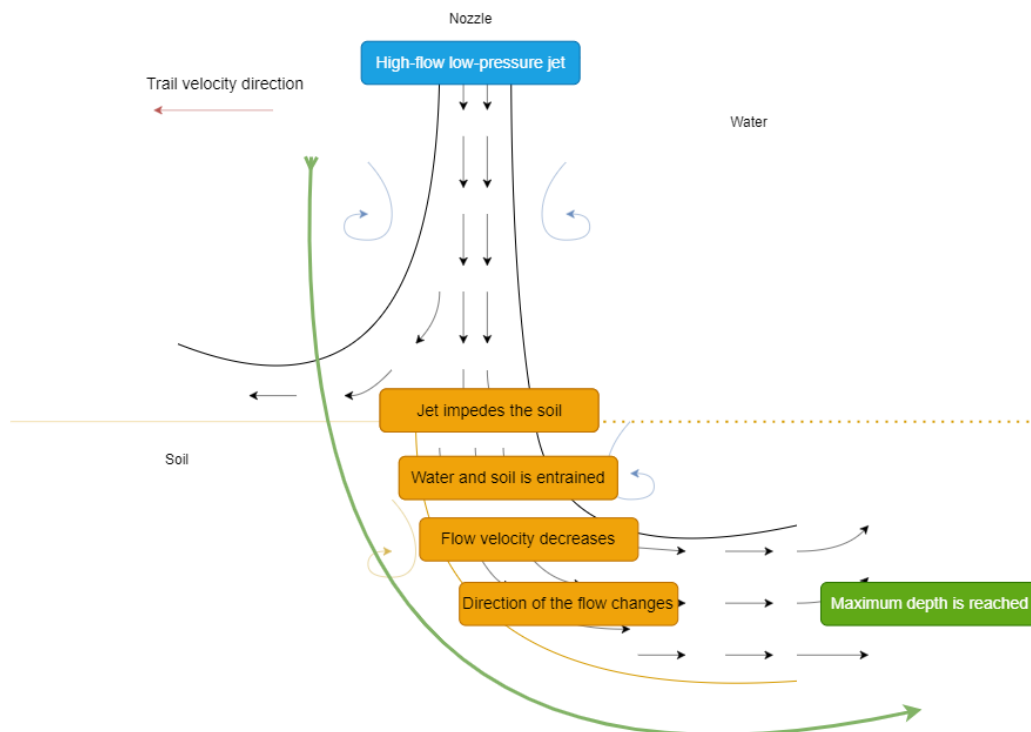 Nozzle
High-flow low-pressure jet
Trail velocity direction
Water
Jet impedes the soil
Soil
Water and soil is entrained
Flow velocity decreases
Direction of the flow changes
Maximum depth is reached